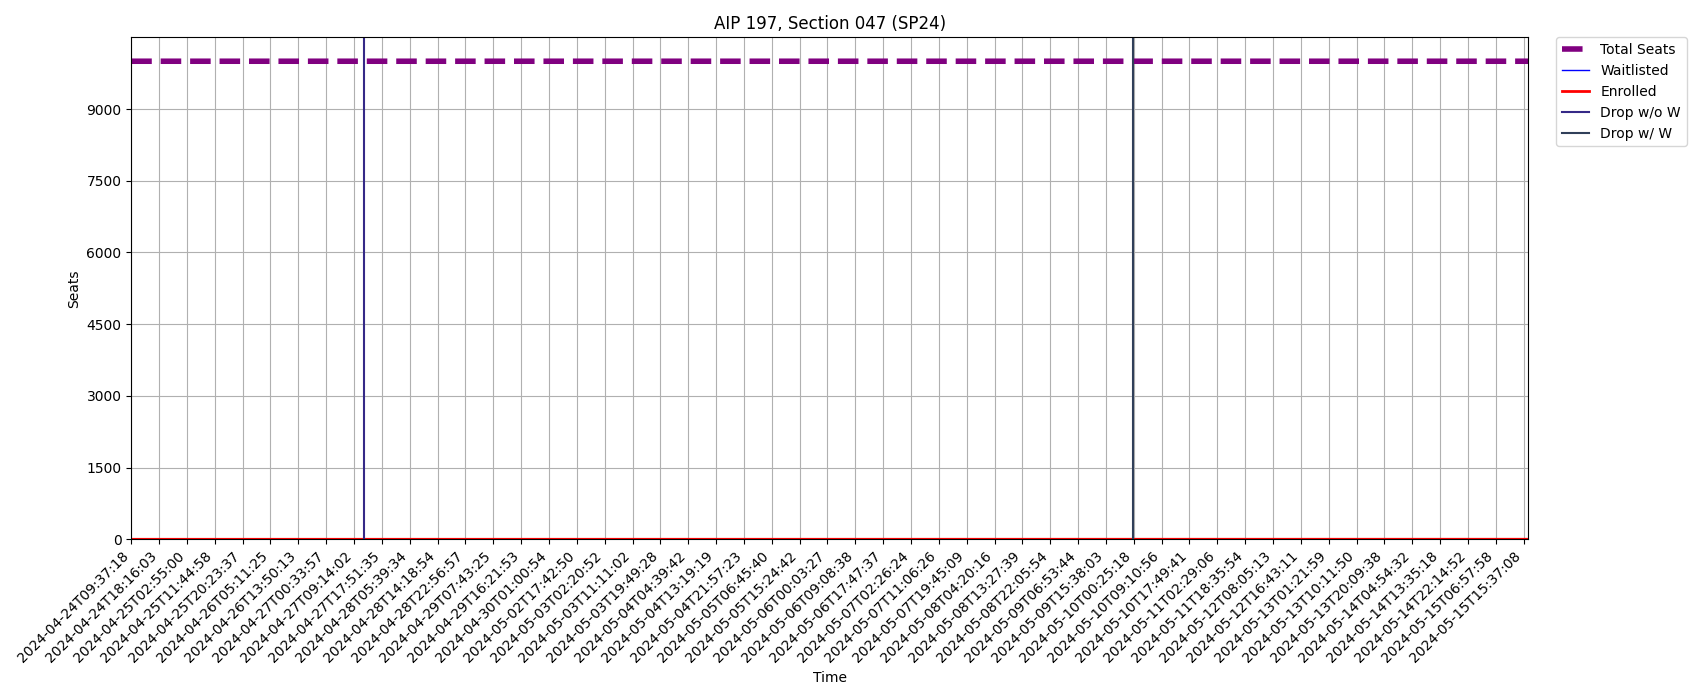 AIP 197, Section 047 (SP24)
Total Seats
Waitlisted
Enrolled
Drop w/o W
Drop w/ W
9000
7500
6000
4500
3000
1500
0
Seats
2024-04-24T09:37:18
2024-04-24T18:16:03
2024-04-25T02:55:00
2024-04-25T11:44:58
2024-04-25T20:23:37
2024-04-26T05:11:25
2024-04-26T13:50:13
2024-04-27T00:33:57
2024-04-27T09:14:02
2024-04-27T17:51:35
2024-04-28T05:39:34
2024-04-28T14:18:54
2024-04-28T22:56:57
2024-04-29T07:43:25
2024-04-29T16:21:53
2024-04-30T01:00:54
2024-05-02T17:42:50
2024-05-03T02:20:52
2024-05-03T11:11:02
2024-05-03T19:49:28
2024-05-04T04:39:42
2024-05-04T13:19:19
2024-05-04T21:57:23
2024-05-05T06:45:40
2024-05-05T15:24:42
2024-05-06T00:03:27
2024-05-06T09:08:38
2024-05-06T17:47:37
2024-05-07T02:26:24
2024-05-07T11:06:26
2024-05-07T19:45:09
2024-05-08T04:20:16
2024-05-08T13:27:39
2024-05-08T22:05:54
2024-05-09T06:53:44
2024-05-09T15:38:03
2024-05-10T00:25:18
2024-05-10T09:10:56
2024-05-10T17:49:41
2024-05-11T02:29:06
2024-05-11T18:35:54
2024-05-12T08:05:13
2024-05-12T16:43:11
2024-05-13T01:21:59
2024-05-13T10:11:50
2024-05-13T20:09:38
2024-05-14T04:54:32
2024-05-14T13:35:18
2024-05-14T22:14:52
2024-05-15T06:57:58
2024-05-15T15:37:08
Time